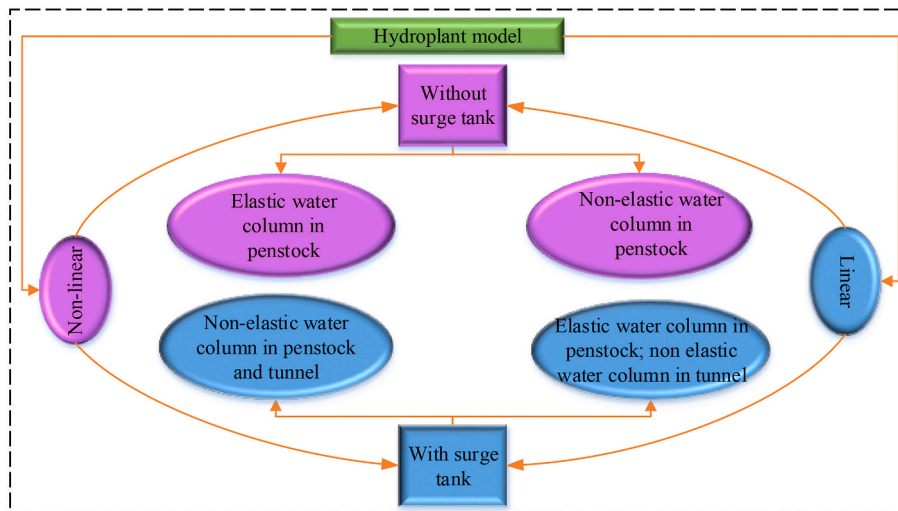 Hydroplant model
Without
surge tank
Elastic water
column in
penstock
Non-elastic water
column in
penstock
Non-linear
Linear
Non-elastic water
column in penstock
and tunnel
Elastic water column in
penstock; non elastic
water column in tunnel
With surge
tank